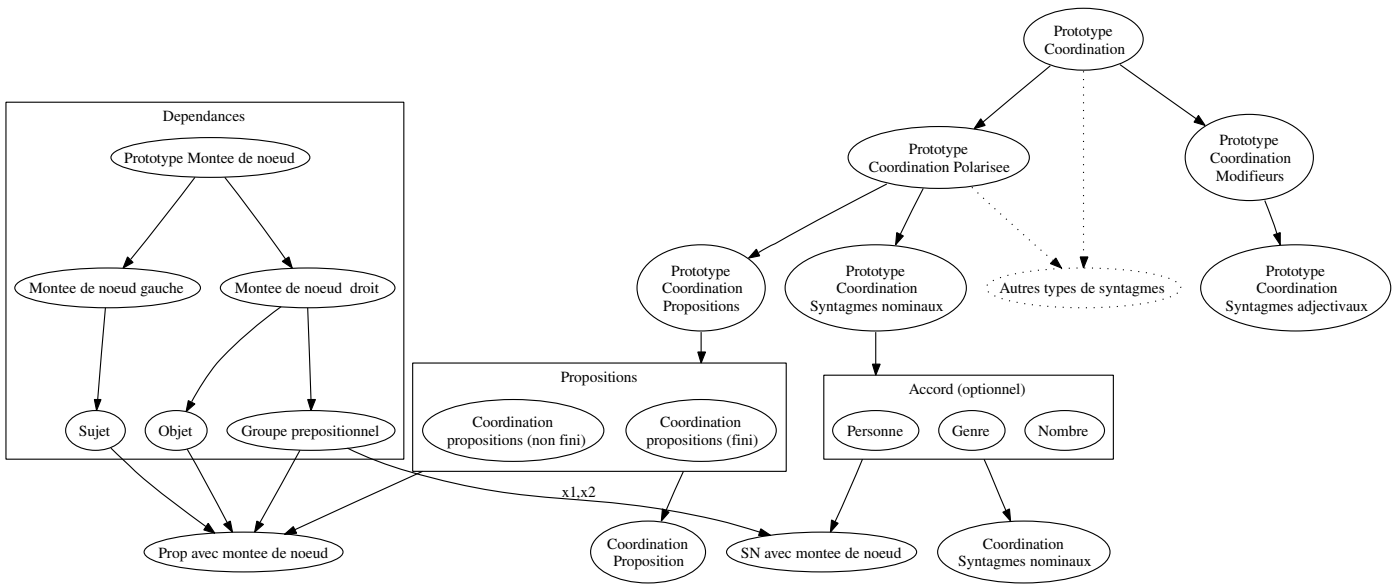 Prototype
Coordination
Dependances
Prototype Montee de noeud
Prototype
Coordination Polarisee
Prototype
Coordination
Modifieurs
Montee de noeud gauche
Montee de noeud  droit
Prototype
Coordination
Propositions
Prototype
Coordination
Syntagmes nominaux
Autres types de syntagmes
Prototype
Coordination
Syntagmes adjectivaux
Propositions
Accord (optionnel)
Sujet
Objet
Groupe prepositionnel
Coordination
propositions (non fini)
Coordination
propositions (fini)
Personne
Genre
Nombre
x1,x2
Prop avec montee de noeud
Coordination
Proposition
SN avec montee de noeud
Coordination
Syntagmes nominaux